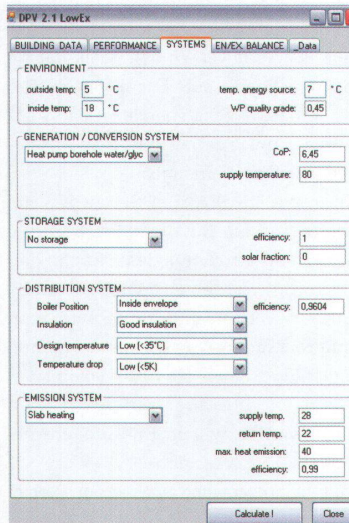 DPV 2.1 LowEx
BUILDING DATA PERFORMANCE SYSTEMS EN/EX. BALANCE _Data
ENVIRONMENT
outside temp: 5 °C temp. anergy source: 7 °C
inside temp: 18 °C WP quality grade: 0,45
GENERATION / CONVERSION SYSTEM
Heat pump borehole water/glyc CoP: 6,45
supply temperature: 80
STORAGE SYSTEM
No storage efficiency: 1
solar fraction: 0
DISTRIBUTION SYSTEM
Boiler Position Inside envelope efficiency: 0,9604
Insulation Good insulation
Design temperature Low (<35°C)
Temperature drop Low (<5K)
EMISSION SYSTEM
Slab heating supply temp. 28
return temp. 22
max. heat emission: 40
efficiency: 0,99
Calculate ! Close